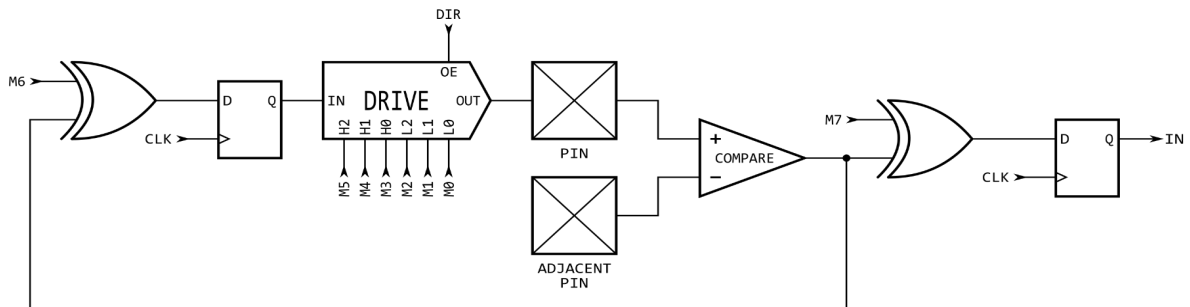 DIR
M6
D Q
CLK
OE
IN DRIVE OUT
H2 H1 H0 L2 L1 L0
M5 M4 M3 M2 M1 M0
PIN
ADJACENT
PIN
+
COMPARE
−
M7
D Q
CLK
IN